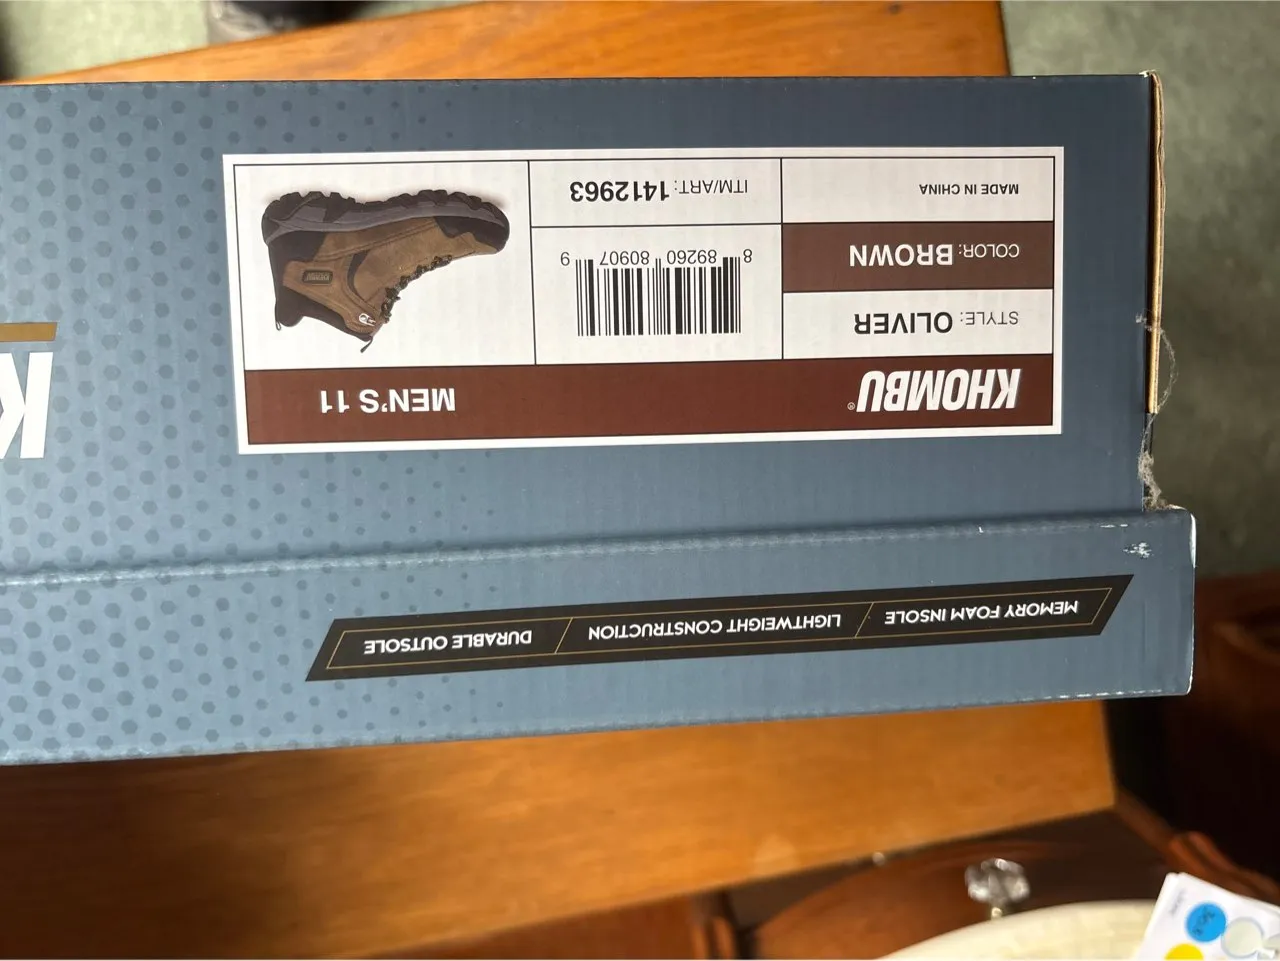 KHOMBU®
MEN'S 11
STYLE: OLIVER
COLOR: BROWN
MADE IN CHINA
8 89260 80907 9
ITM/ART: 1412963
KHOMBU
MEMORY FOAM INSOLE / LIGHTWEIGHT CONSTRUCTION / DURABLE OUTSOLE
K